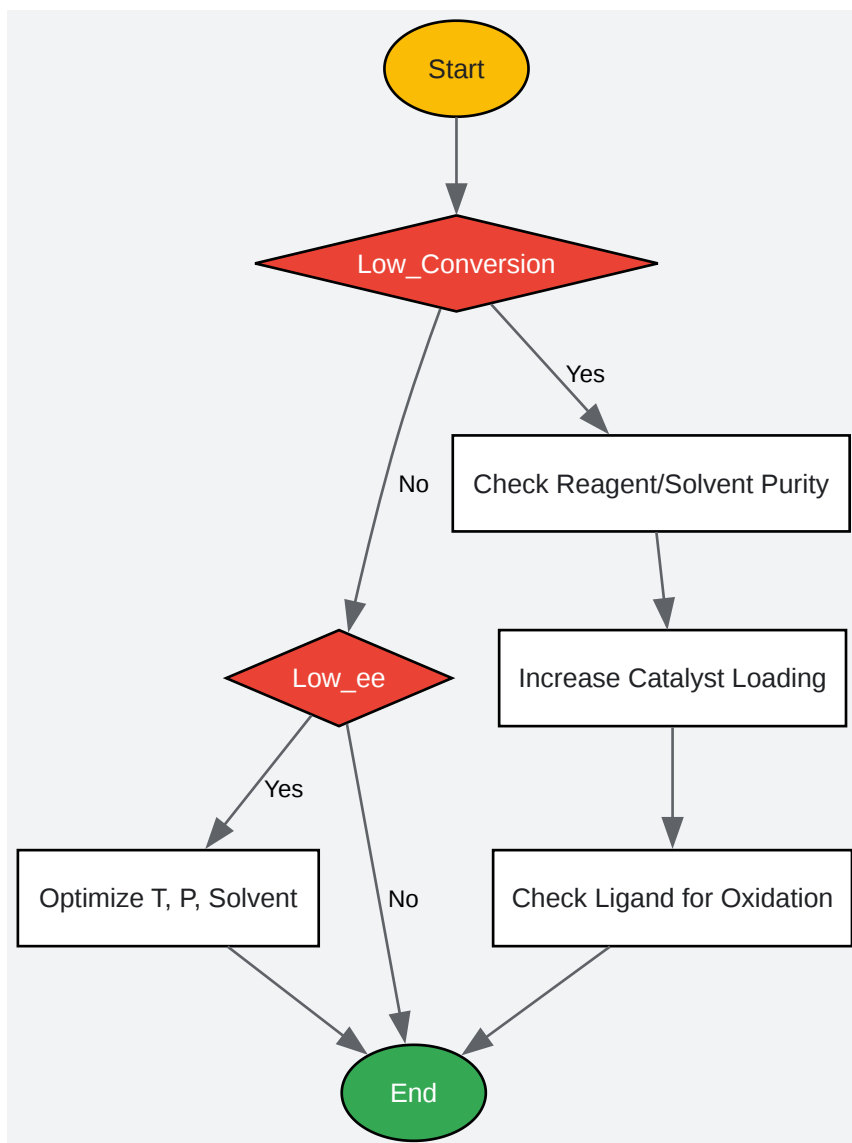 Start
Low_Conversion
Yes
No
Check Reagent/Solvent Purity
Low_ee
Increase Catalyst Loading
Yes
No
Optimize T, P, Solvent
Check Ligand for Oxidation
End